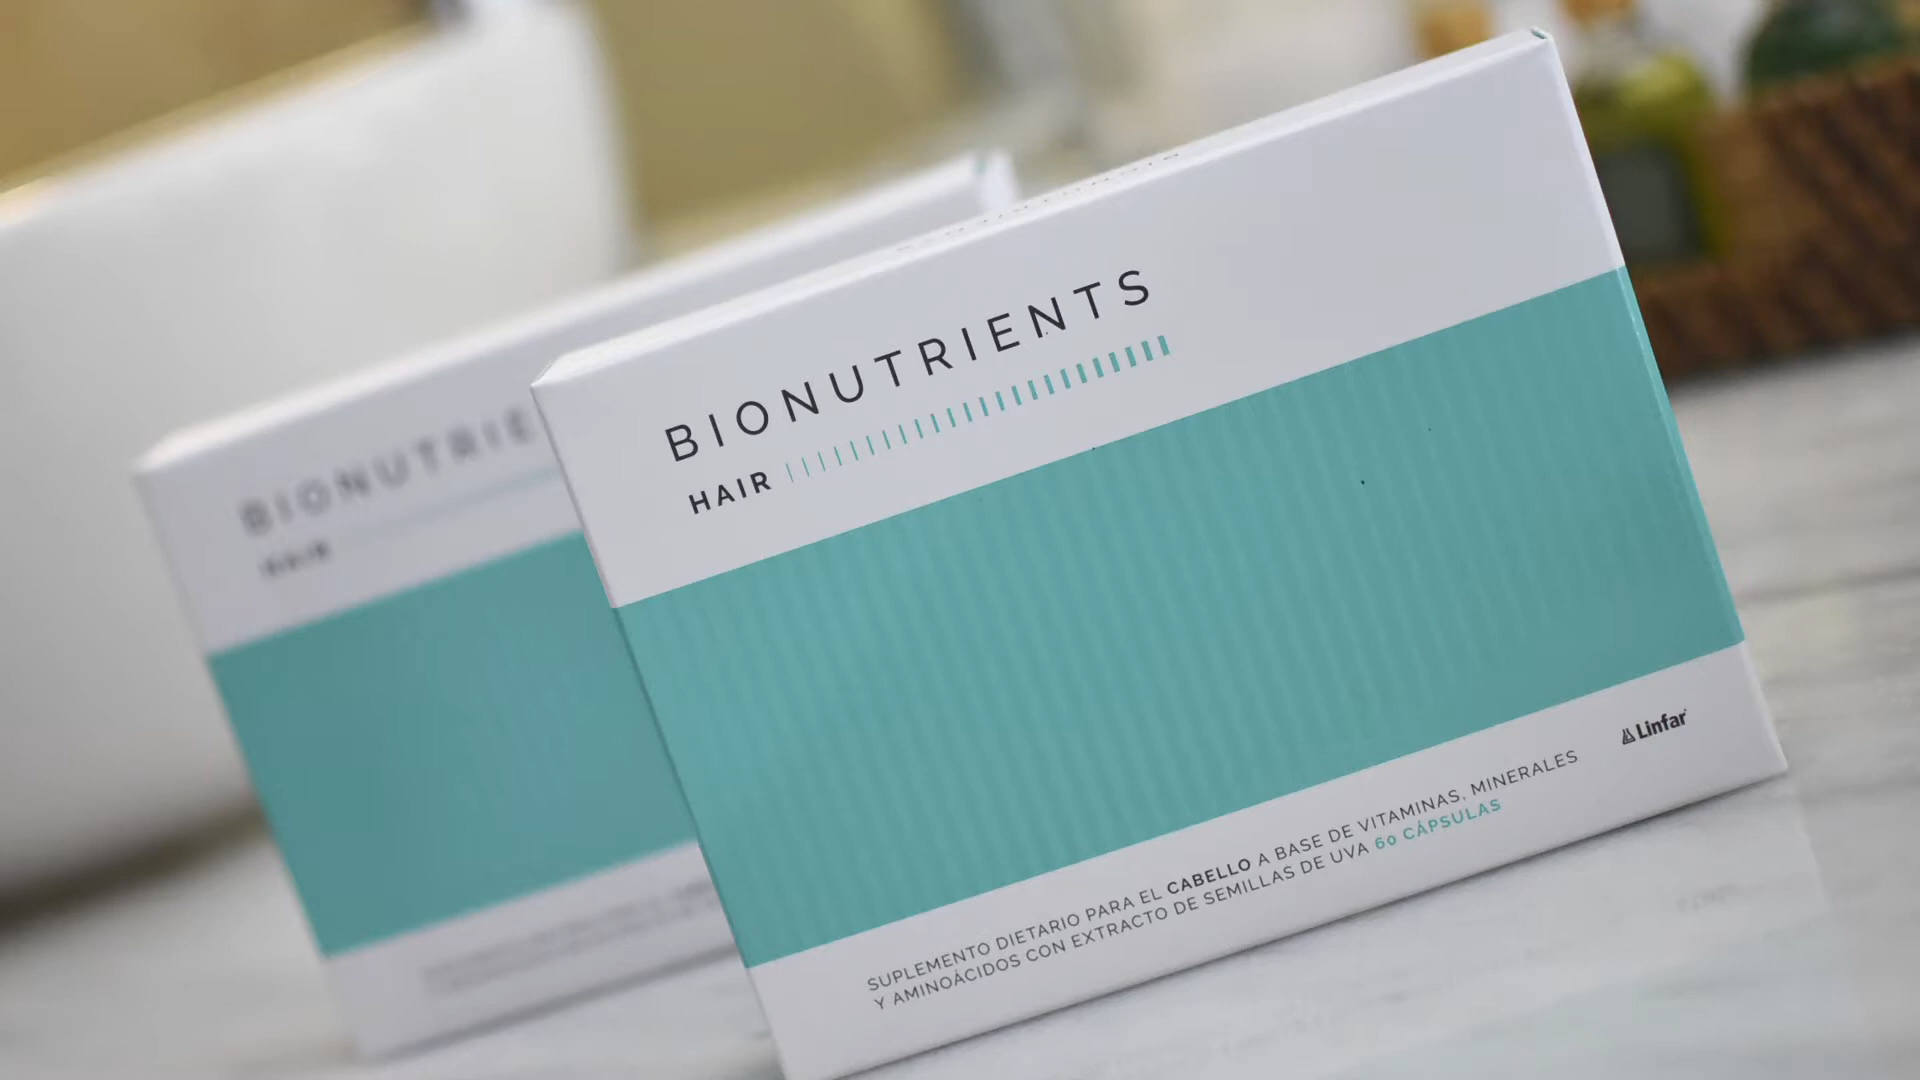 BIONUTRIENTS
HAIR
SUPLEMENTO DIETARIO PARA EL CABELLO A BASE DE VITAMINAS, MINERALES
Y AMINOÁCIDOS CON EXTRACTO DE SEMILLAS DE UVA 60 CÁPSULAS
Linfar
BIONUTRIE
HAIR